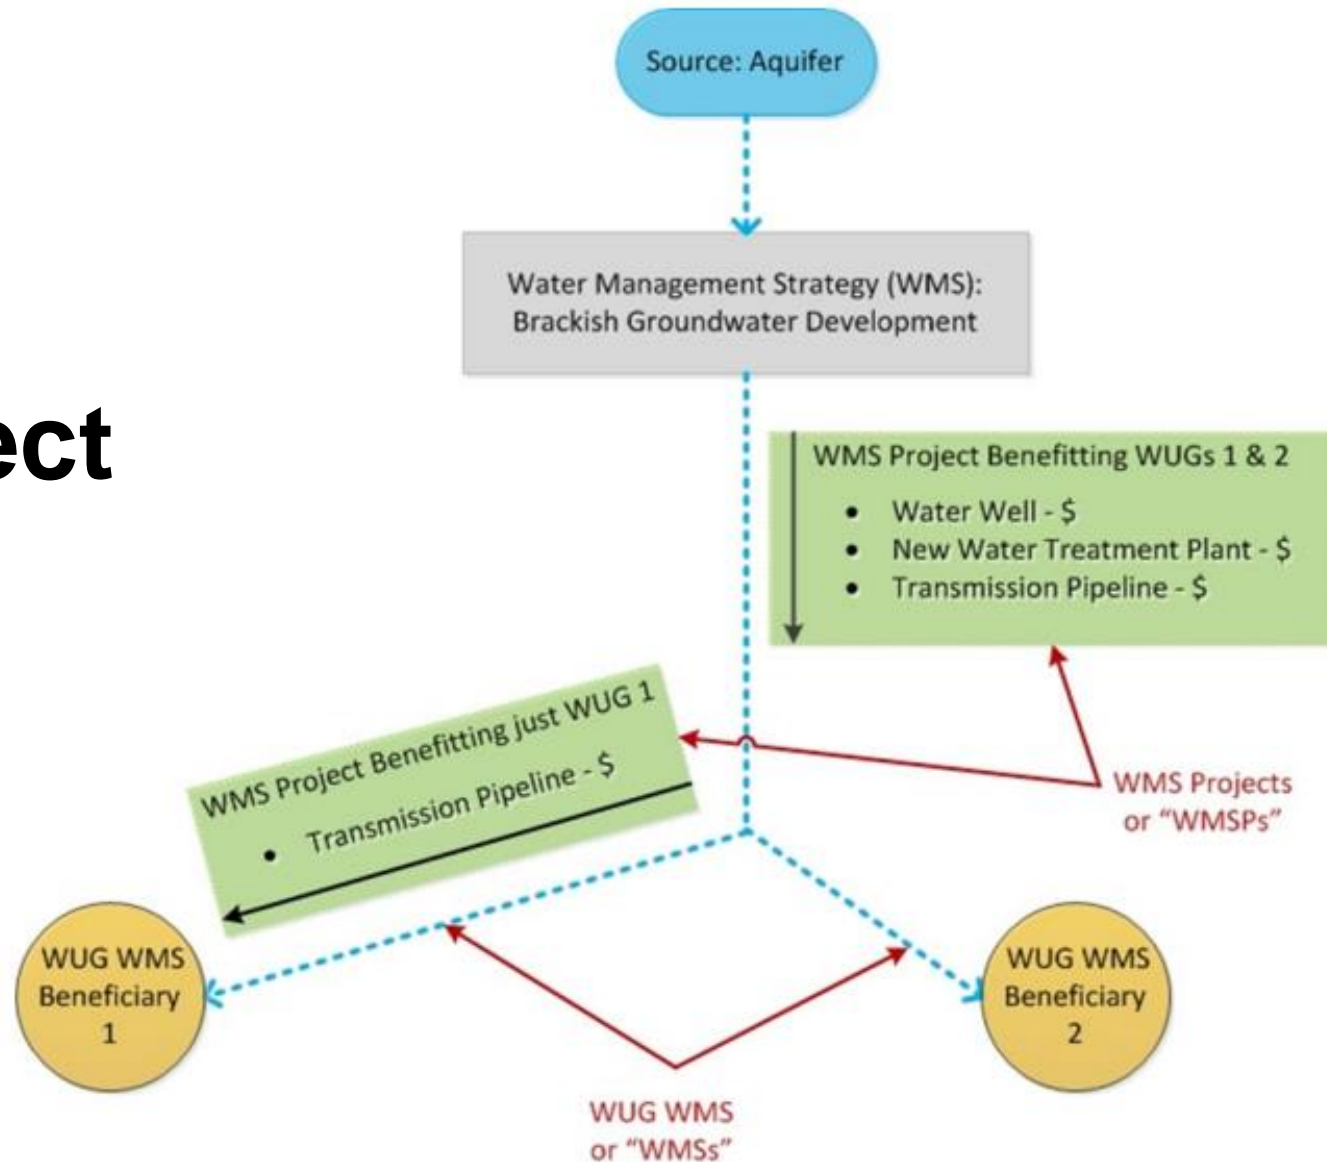 Source: Aquifer
Water Management Strategy (WMS):
Brackish Groundwater Development
ect
WMS Project Benefitting WUGs 1 & 2
• Water Well - $
• New Water Treatment Plant - $
• Transmission Pipeline - $
WMS Project Benefitting just WUG 1
• Transmission Pipeline - $
WMS Projects
or “WMSPs”
WUG WMS
Beneficiary
1
WUG WMS
Beneficiary
2
WUG WMS
or “WMSs”